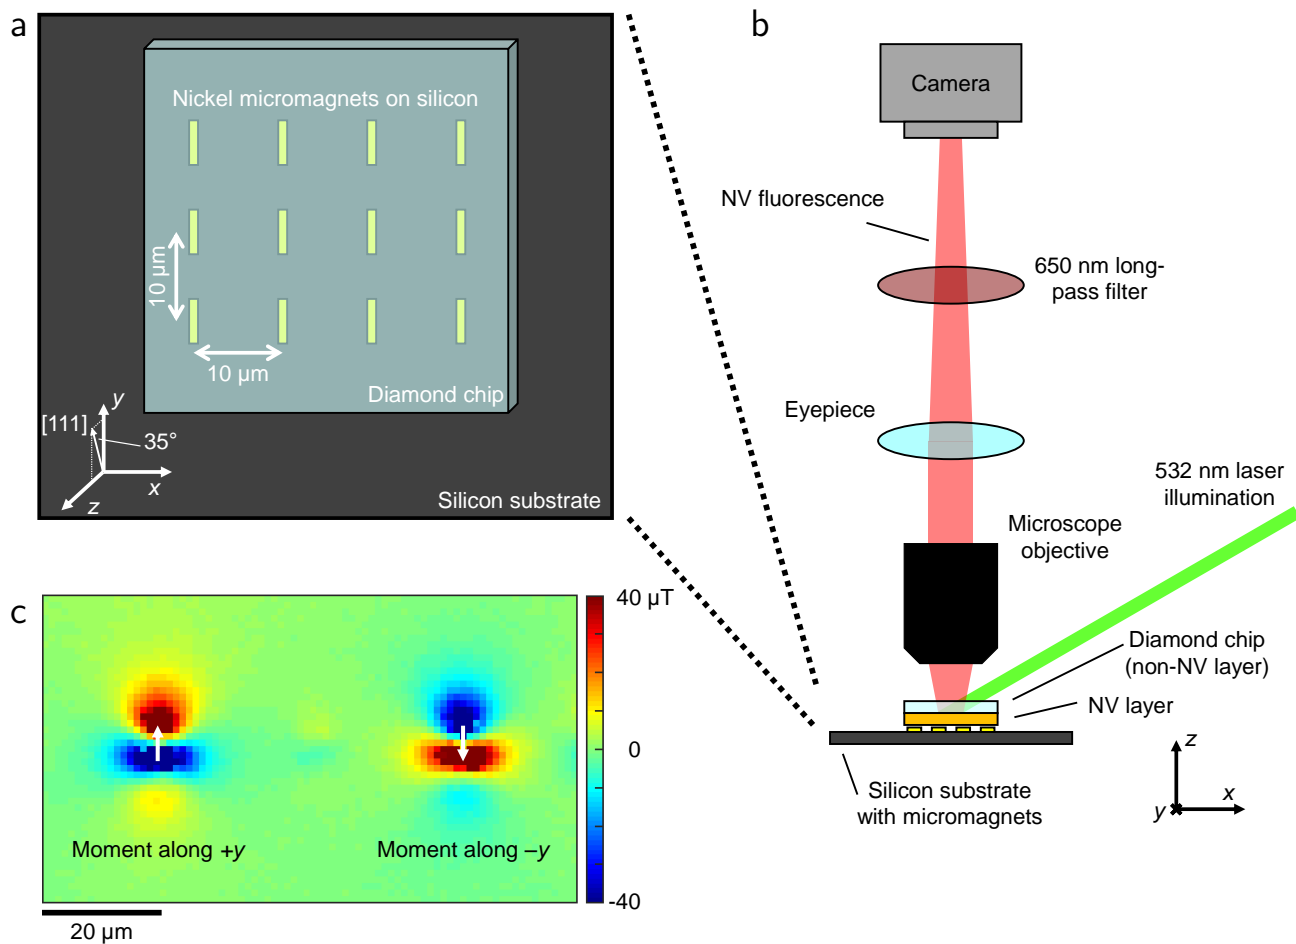 a
Nickel micromagnets on silicon
10 µm
10 µm
Diamond chip
[111]
y
35°
x
z
Silicon substrate
b
Camera
NV fluorescence
650 nm long-
pass filter
Eyepiece
532 nm laser
illumination
Microscope
objective
Diamond chip
(non-NV layer)
NV layer
Silicon substrate
with micromagnets
z
x
y
c
40 µT
0
-40
Moment along +y
Moment along –y
20 µm